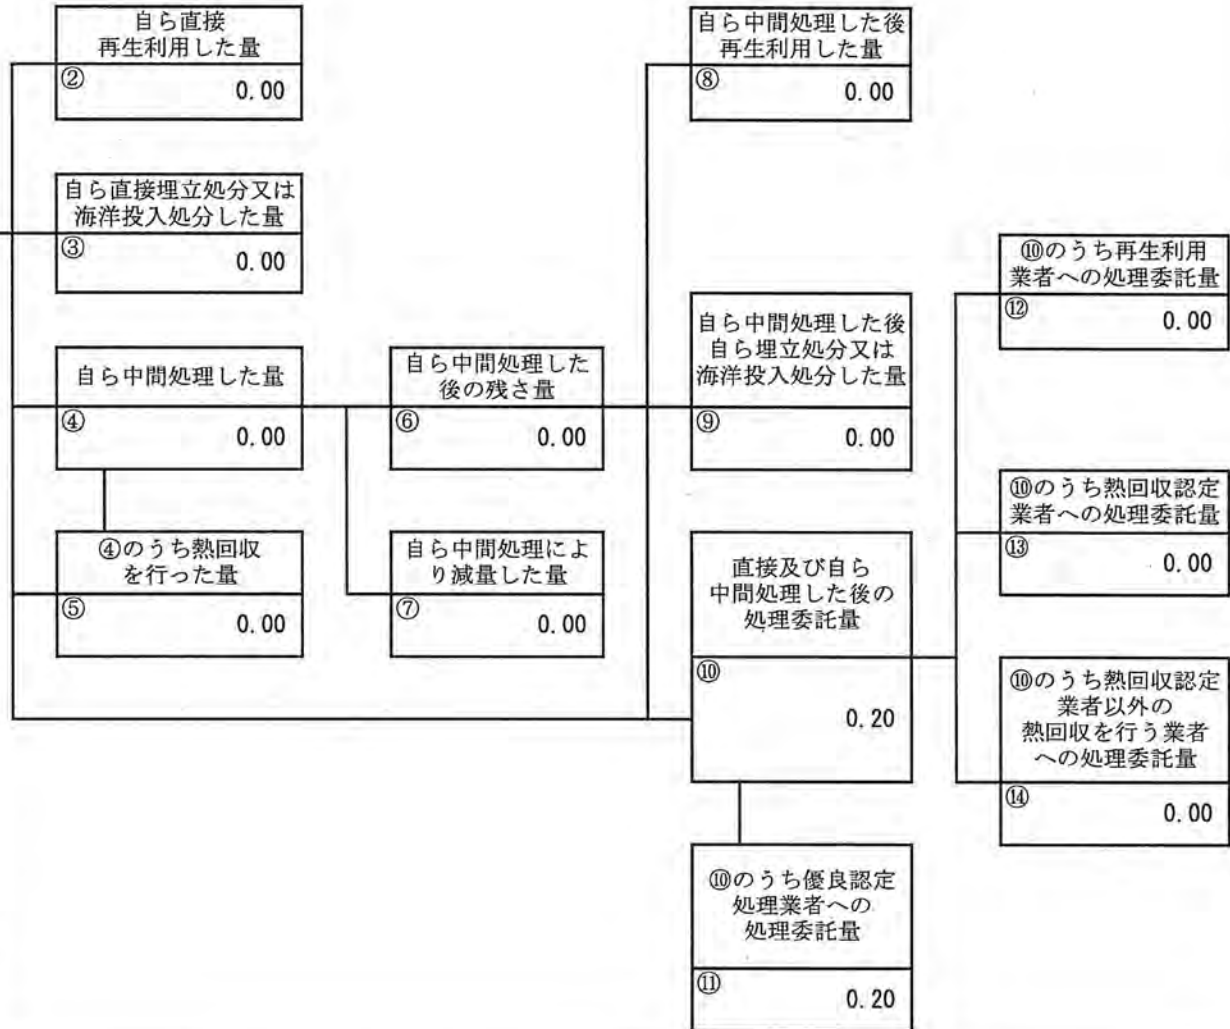 自ら直接
再生利用した量
②
0.00
自ら中間処理した後
再生利用した量
⑧
0.00
自ら直接埋立処分又は
海洋投入処分した量
③
0.00
⑩のうち再生利用
業者への処理委託量
⑫
0.00
自ら中間処理した量
④
0.00
自ら中間処理した
後の残さ量
⑥
0.00
自ら中間処理した後
自ら埋立処分又は
海洋投入処分した量
⑨
0.00
⑩のうち熱回収認定
業者への処理委託量
⑬
0.00
④のうち熱回収
を行った量
⑤
0.00
自ら中間処理によ
り減量した量
⑦
0.00
直接及び自ら
中間処理した後の
処理委託量
⑩
0.20
⑩のうち熱回収認定
業者以外の
熱回収を行う業者
への処理委託量
⑭
0.00
⑩のうち優良認定
処理業者への
処理委託量
⑪
0.20